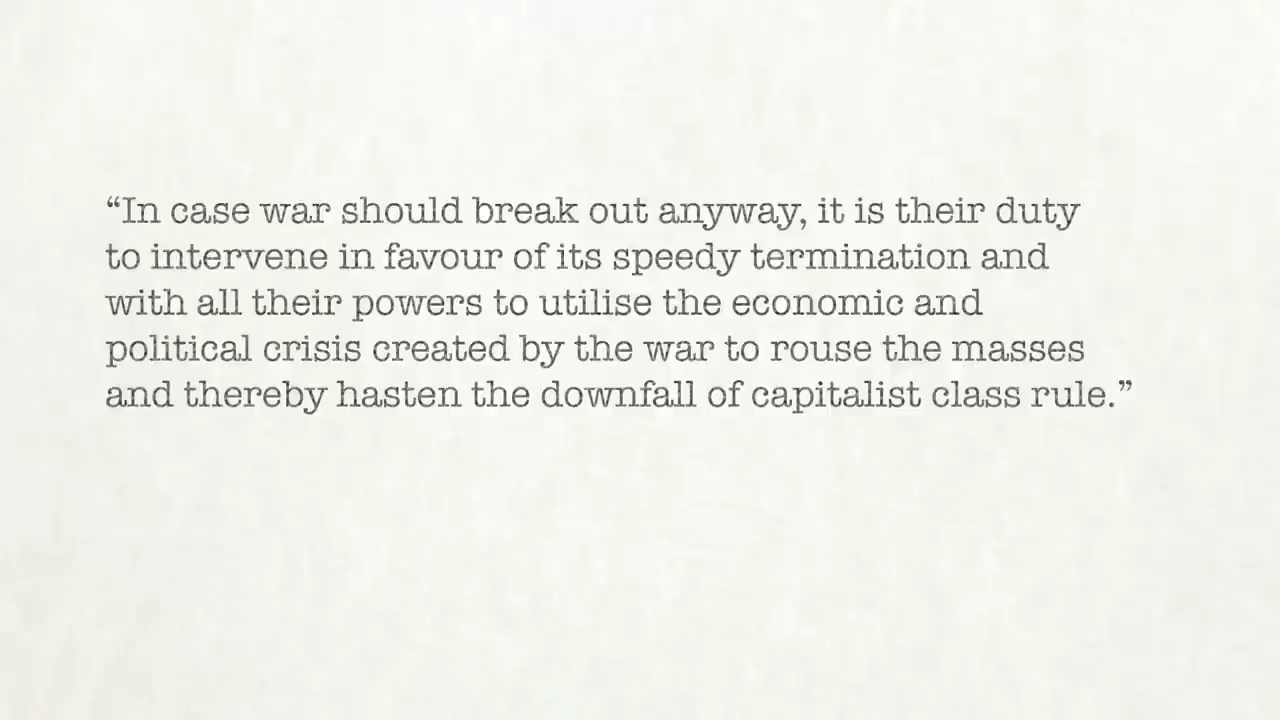 “In case war should break out anyway, it is their duty
to intervene in favour of its speedy termination and
with all their powers to utilise the economic and
political crisis created by the war to rouse the masses
and thereby hasten the downfall of capitalist class rule.”